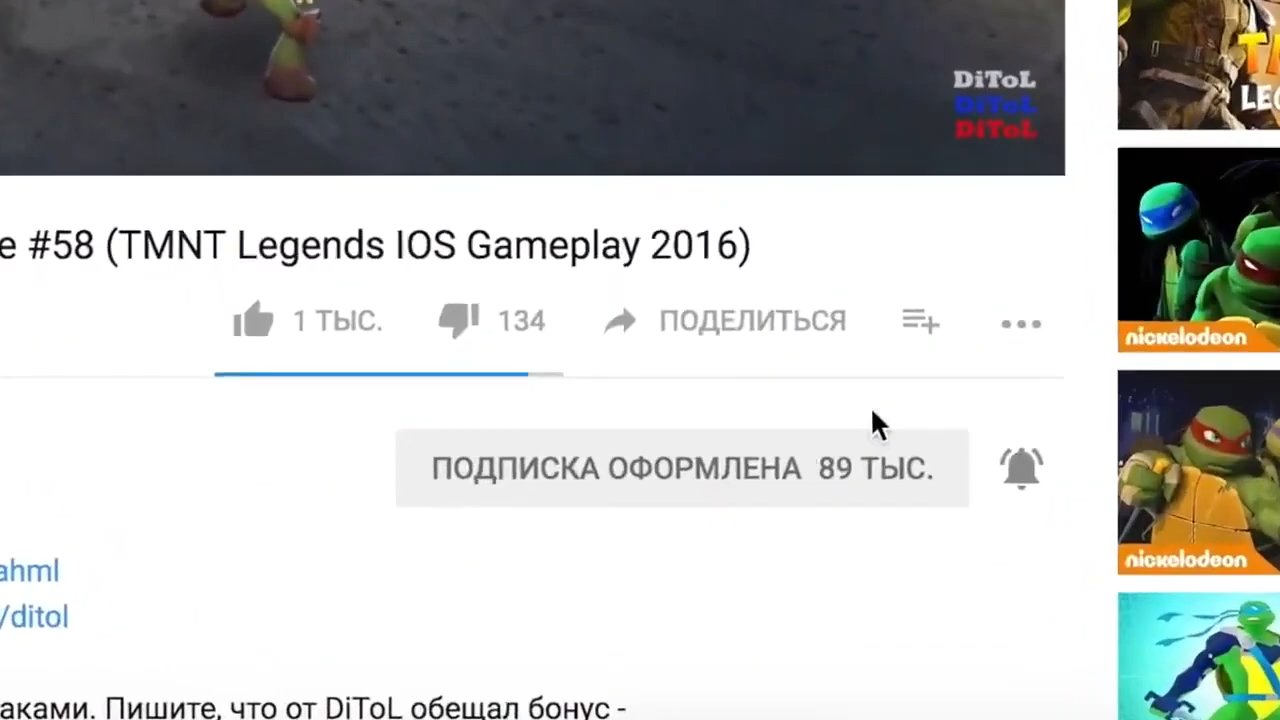 DiToL
DiToL
DiToL
e #58 (TMNT Legends IOS Gameplay 2016)
1 ТЫС. 134 ПОДЕЛИТЬСЯ
ПОДПИСКА ОФОРМЛЕНА 89 ТЫС.
ahml
/ditol
аками. Пишите, что от DiToL обещал бонус -
LEG
nickelodeon
nickelodeon